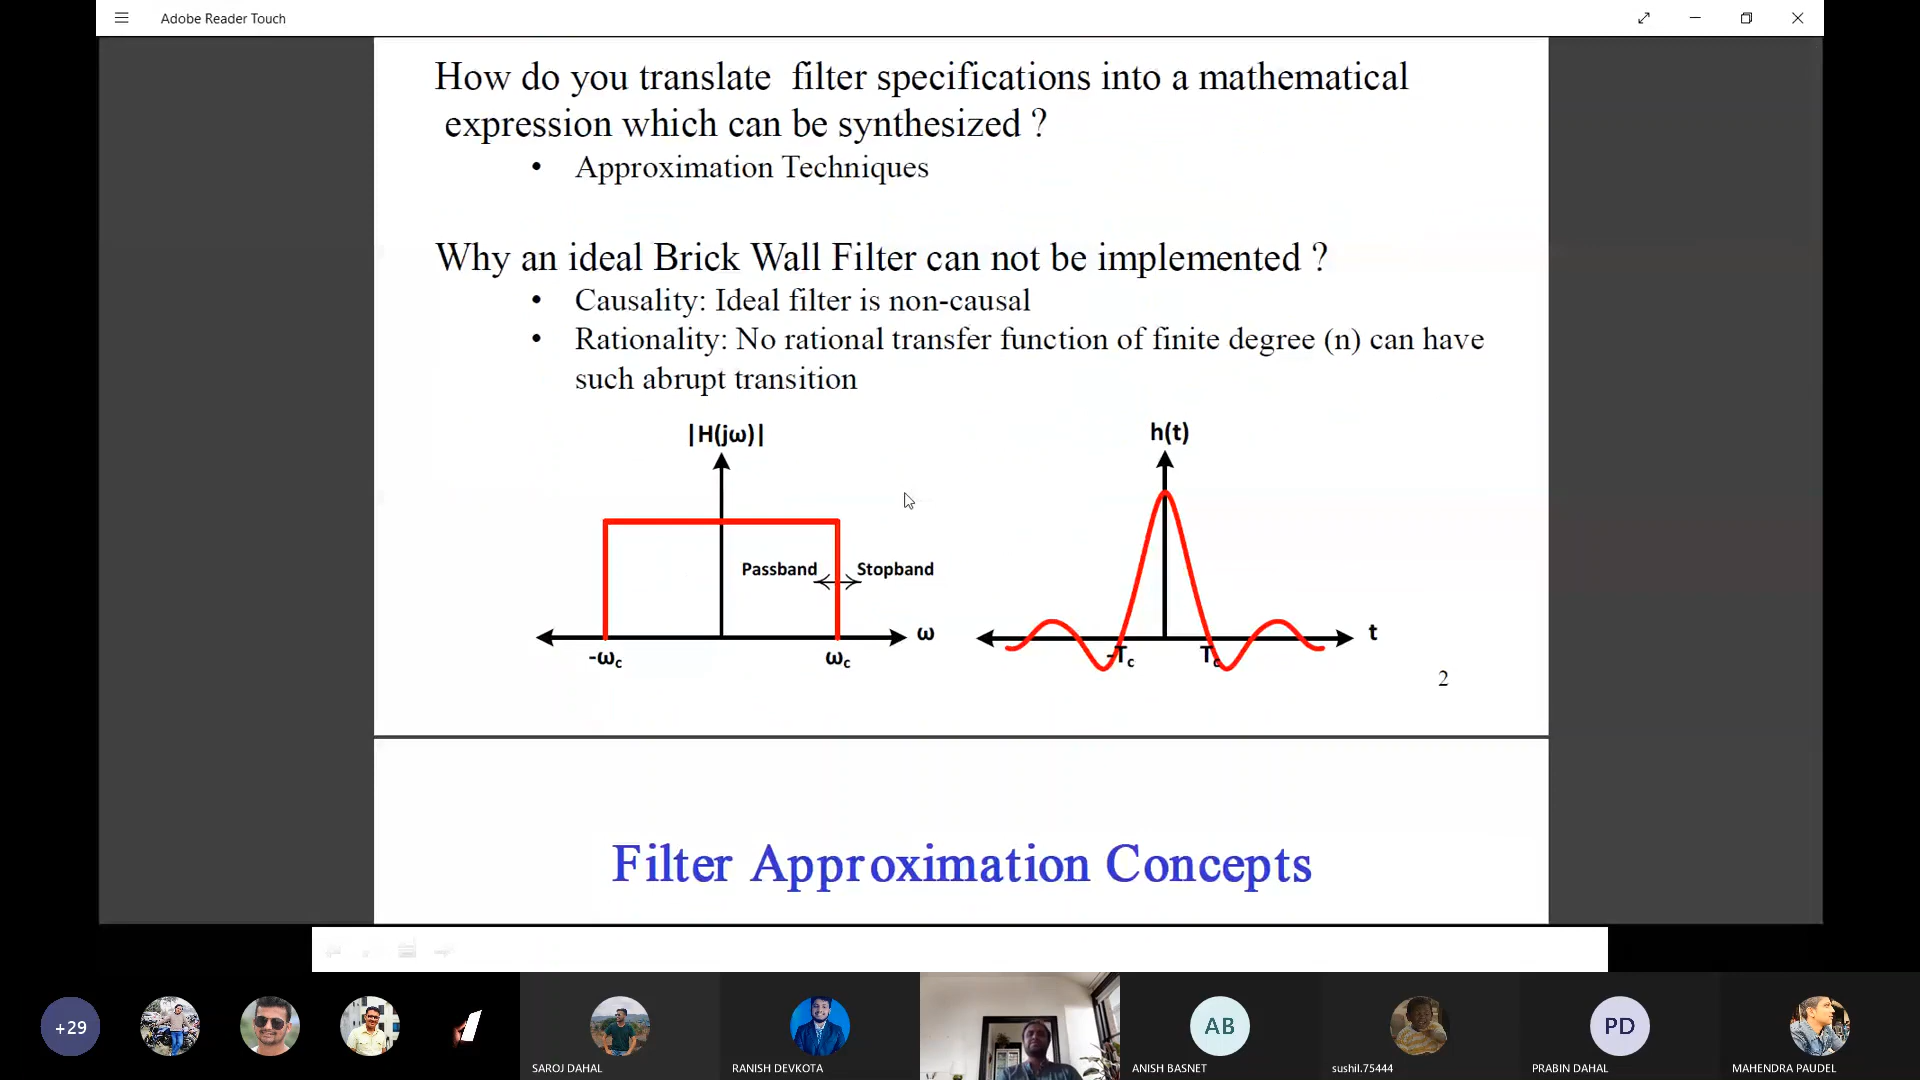 Adobe Reader Touch
How do you translate filter specifications into a mathematical
expression which can be synthesized ?
• Approximation Techniques
Why an ideal Brick Wall Filter can not be implemented ?
• Causality: Ideal filter is non-causal
• Rationality: No rational transfer function of finite degree (n) can have
such abrupt transition
|H(jω)|
h(t)
Passband
Stopband
ω
t
-ωc
ωc
-Tc
Tc
2
Filter Approximation Concepts
+29
AB
PD
SAROJ DAHAL
RANISH DEVKOTA
ANISH BASNET
sushil.75444
PRABIN DAHAL
MAHENDRA PAUDEL